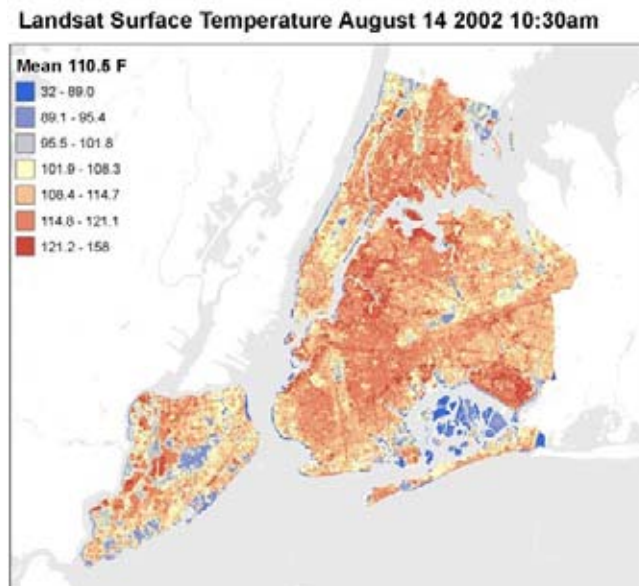 Landsat Surface Temperature August 14 2002 10:30am
Mean 110.5 F
32 - 89.0
89.1 - 95.4
95.5 - 101.8
101.9 - 108.3
108.4 - 114.7
114.8 - 121.1
121.2 - 158